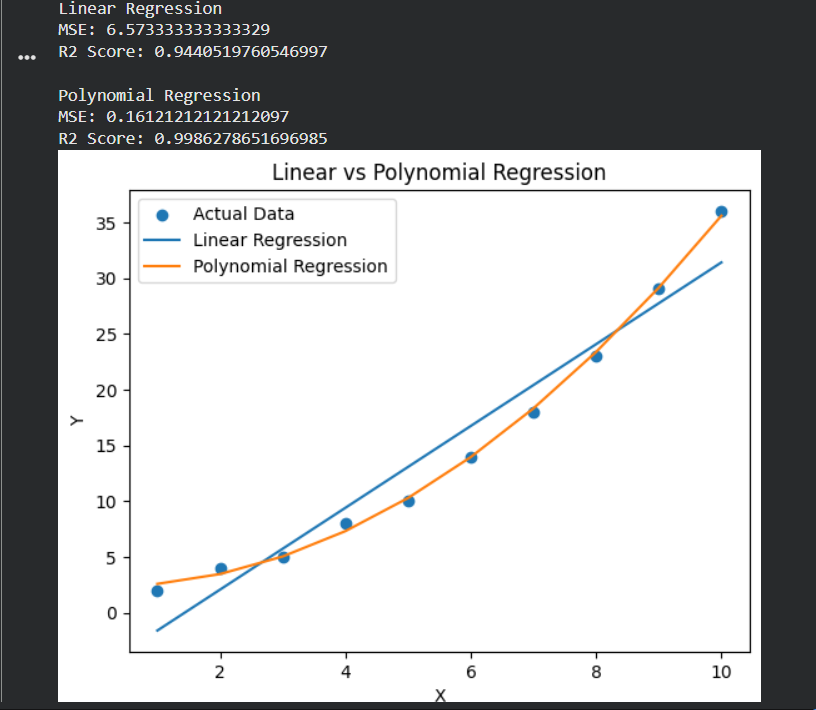 Linear Regression
MSE: 6.573333333333329
R2 Score: 0.9440519760546997
Polynomial Regression
MSE: 0.16121212121212097
R2 Score: 0.9986278651696985
Linear vs Polynomial Regression
Actual Data
Linear Regression
Polynomial Regression
35
30
25
20
15
10
5
0
Y
2 4 6 8 10
X